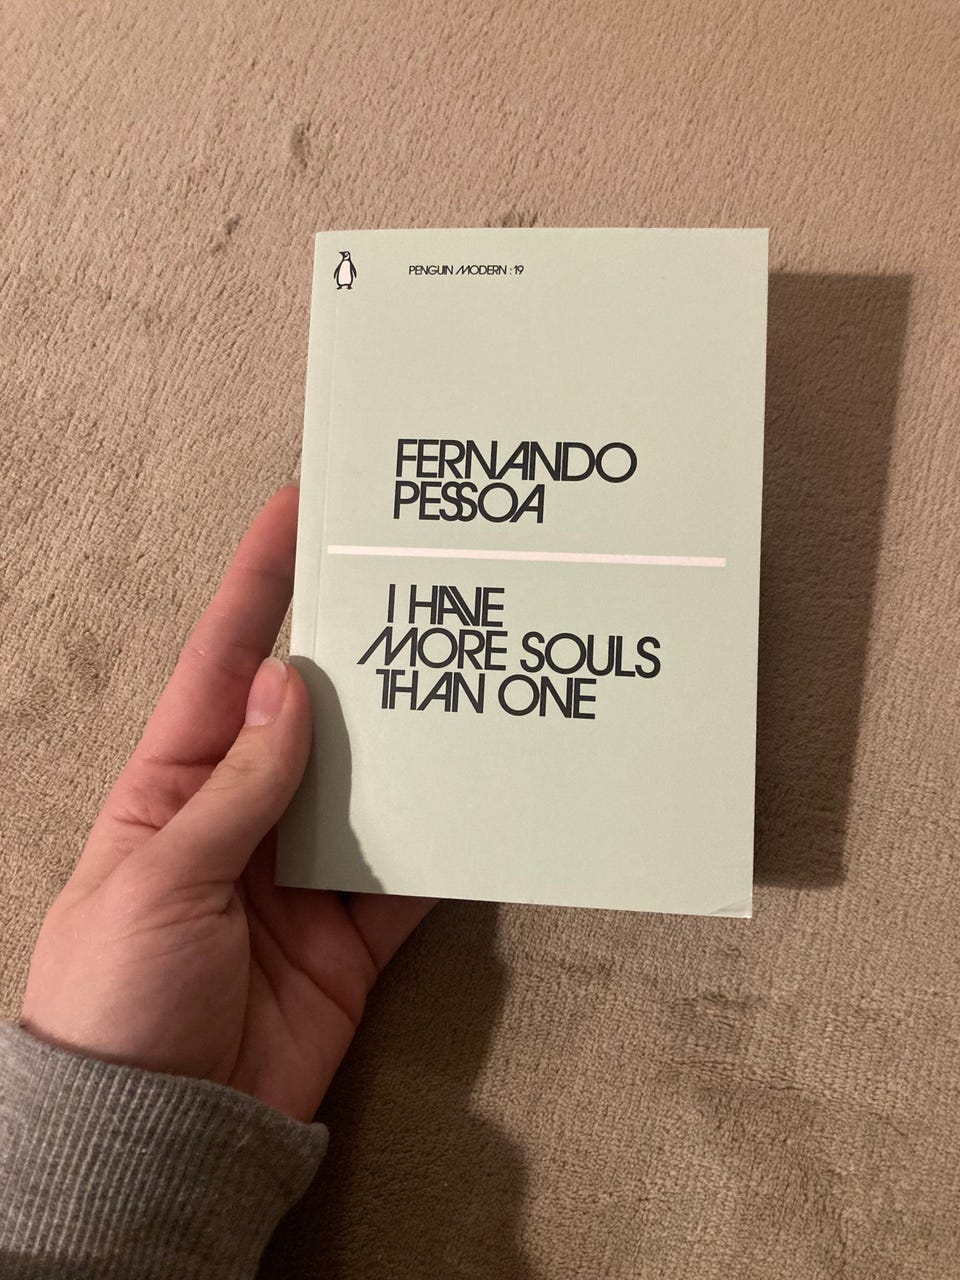 PENGUIN MODERN : 19
FERNANDO
PESSOA
I HAVE
MORE SOULS
THAN ONE